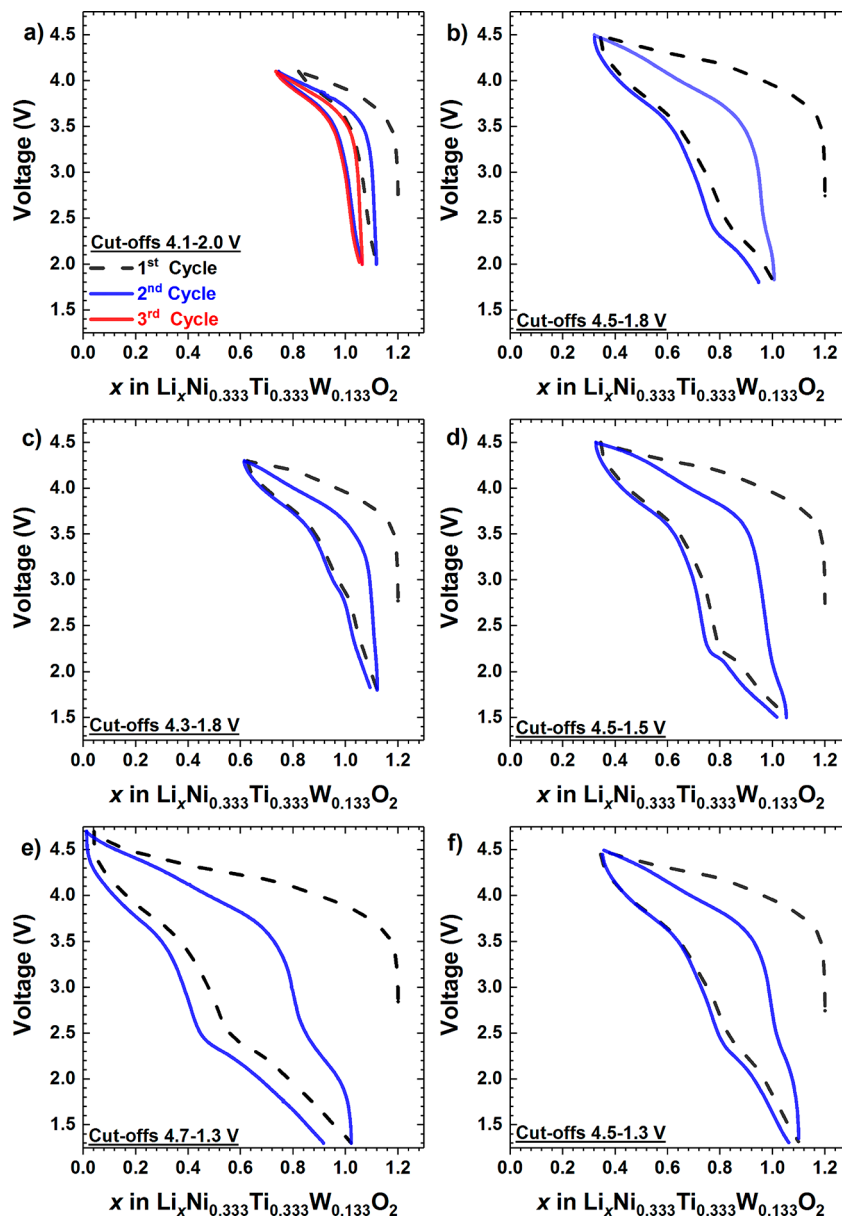 a)
4.5
4.0
3.5
3.0
2.5
2.0
1.5
Voltage (V)
Cut-offs 4.1-2.0 V
1st Cycle
2nd Cycle
3rd Cycle
0.0 0.2 0.4 0.6 0.8 1.0 1.2
x in LixNi0.333Ti0.333W0.133O2
b)
4.5
4.0
3.5
3.0
2.5
2.0
1.5
Voltage (V)
Cut-offs 4.5-1.8 V
0.0 0.2 0.4 0.6 0.8 1.0 1.2
x in LixNi0.333Ti0.333W0.133O2
c)
4.5
4.0
3.5
3.0
2.5
2.0
1.5
Voltage (V)
Cut-offs 4.3-1.8 V
0.0 0.2 0.4 0.6 0.8 1.0 1.2
x in LixNi0.333Ti0.333W0.133O2
d)
4.5
4.0
3.5
3.0
2.5
2.0
1.5
Voltage (V)
Cut-offs 4.5-1.5 V
0.0 0.2 0.4 0.6 0.8 1.0 1.2
x in LixNi0.333Ti0.333W0.133O2
e)
4.5
4.0
3.5
3.0
2.5
2.0
1.5
Voltage (V)
Cut-offs 4.7-1.3 V
0.0 0.2 0.4 0.6 0.8 1.0 1.2
x in LixNi0.333Ti0.333W0.133O2
f)
4.5
4.0
3.5
3.0
2.5
2.0
1.5
Voltage (V)
Cut-offs 4.5-1.3 V
0.0 0.2 0.4 0.6 0.8 1.0 1.2
x in LixNi0.333Ti0.333W0.133O2